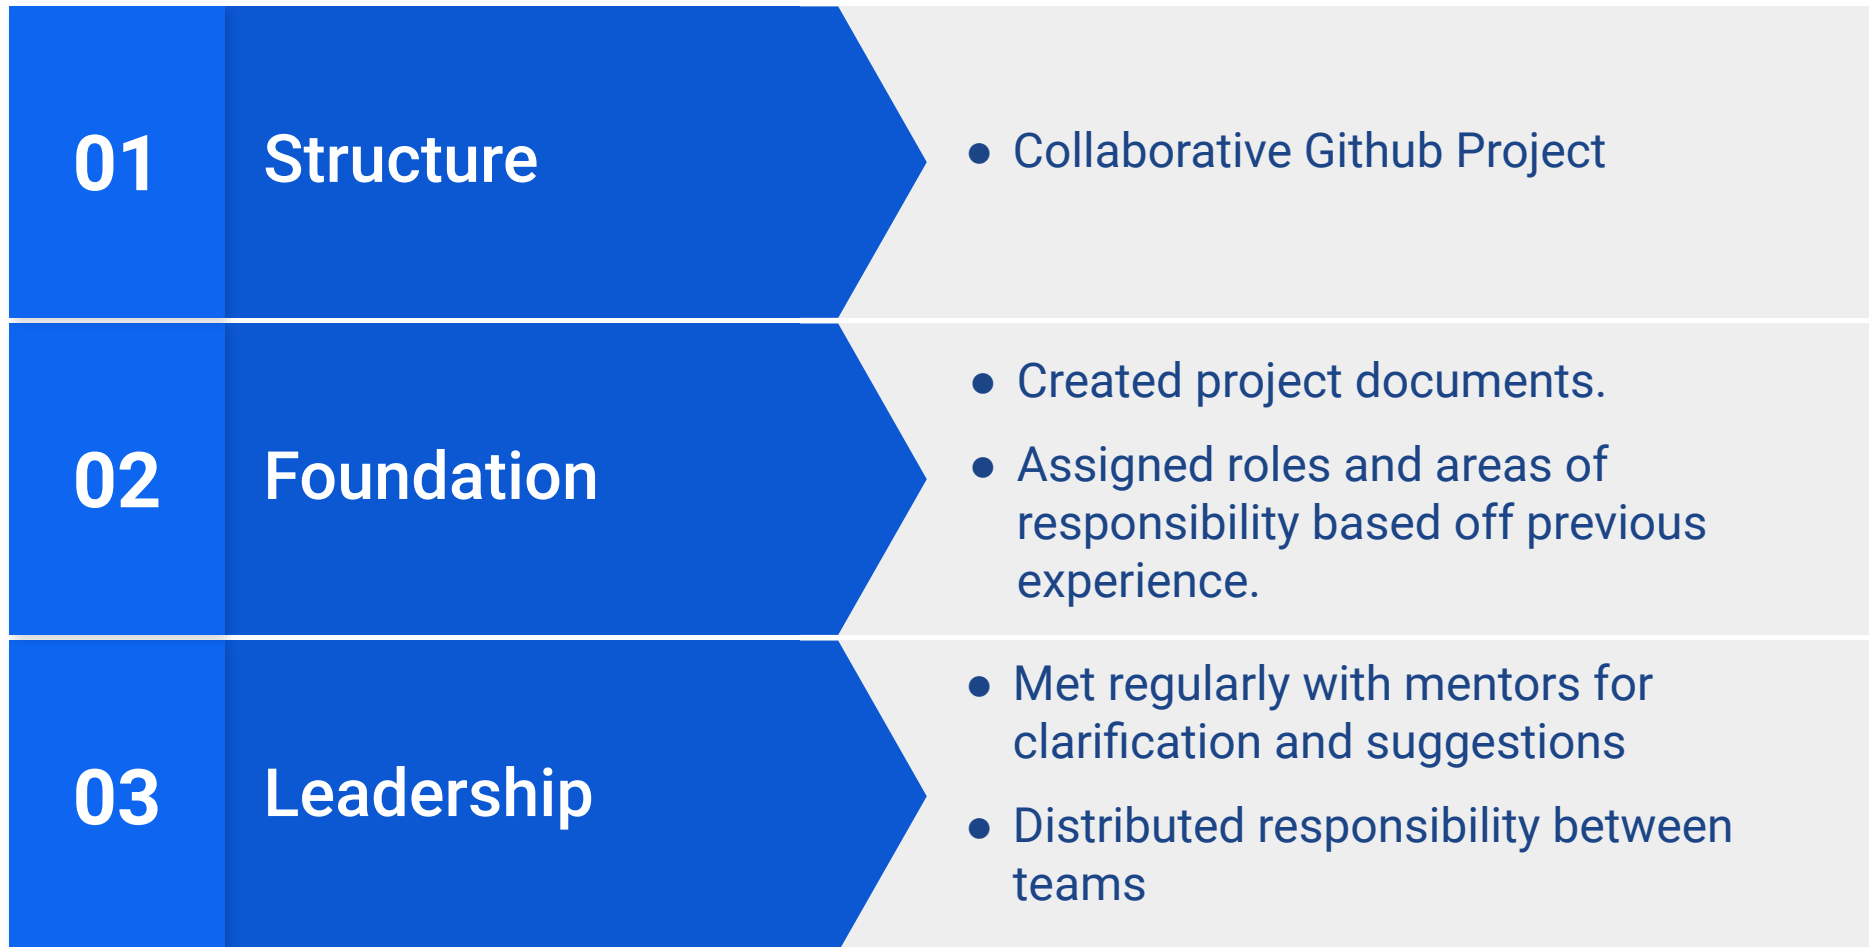 01
Structure
● Collaborative Github Project
02
Foundation
● Created project documents.
● Assigned roles and areas of
responsibility based off previous
experience.
03
Leadership
● Met regularly with mentors for
clarification and suggestions
● Distributed responsibility between
teams